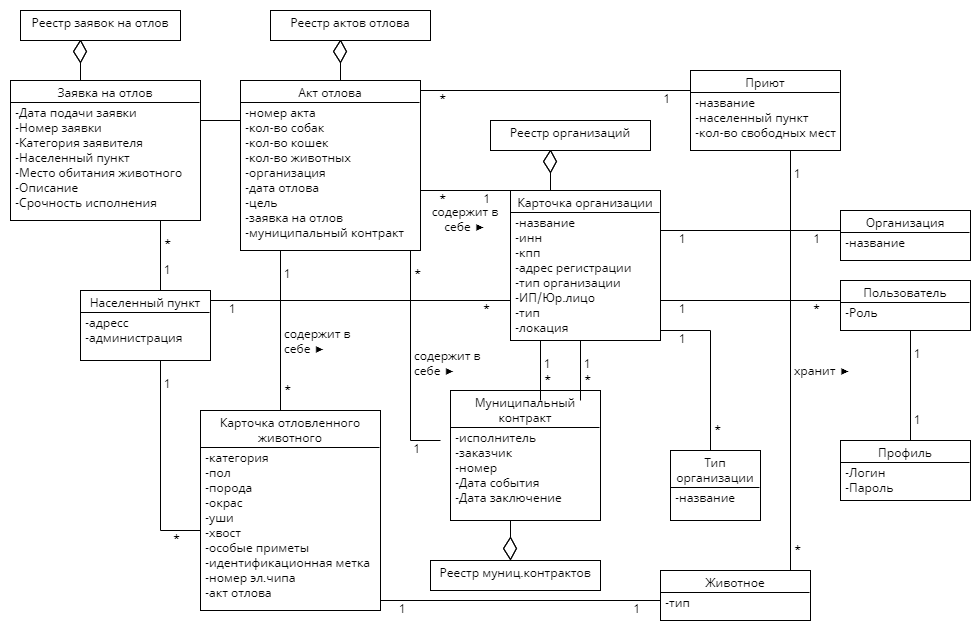 Реестр заявок на отлов
Реестр актов отлова
Заявка на отлов
-Дата подачи заявки
-Номер заявки
-Категория заявителя
-Населенный пункт
-Место обитания животного
-Описание
-Срочность исполнения
Акт отлова
-номер акта
-кол-во собак
-кол-во кошек
-кол-во животных
-организация
-дата отлова
-цель
-заявка на отлов
-муниципальный контракт
*
1
Приют
-название
-населенный пункт
-кол-во свободных мест
Реестр организаций
*
1
содержит в
себе ►
Карточка организации
-название
-инн
-кпп
-адрес регистрации
-тип организации
-ИП/Юр.лицо
-тип
-локация
1
1
1
Организация
-название
*
1
Населенный пункт
-адресс
-администрация
1
*
1
*
Пользователь
-Роль
1
содержит в
себе ►
*
*
содержит в
себе ►
1
1
*
1
*
1
*
хранит ►
1
1
Муниципальный
контракт
-исполнитель
-заказчик
-номер
-Дата события
-Дата заключение
Тип
организации
-название
Профиль
-Логин
-Пароль
1
*
Карточка отловленного
животного
-категория
-пол
-порода
-окрас
-уши
-хвост
-особые приметы
-идентификационная метка
-номер эл.чипа
-акт отлова
Реестр муниц.контрактов
*
1
1
Животное
-тип